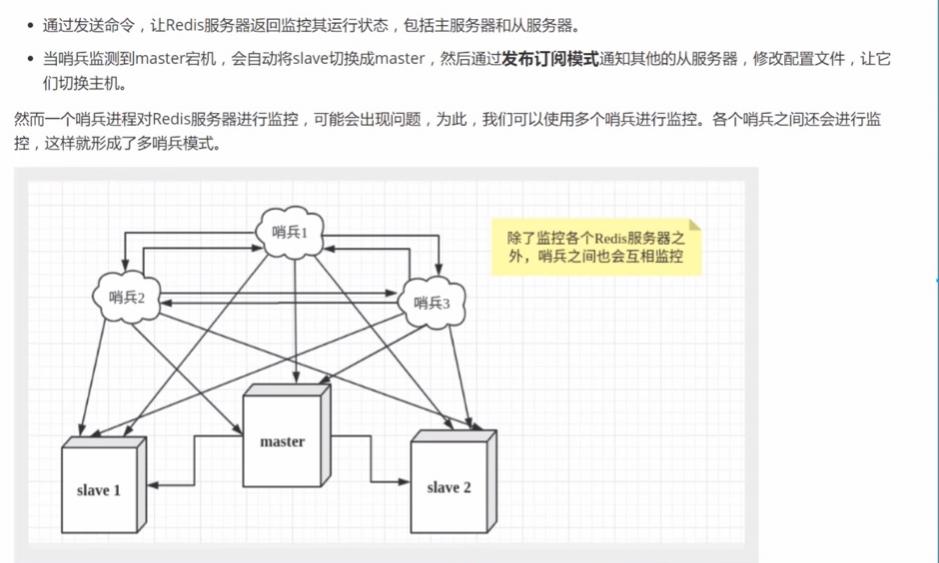 • 通过发送命令，让Redis服务器返回监控其运行状态，包括主服务器和从服务器。
• 当哨兵监测到master宕机，会自动将slave切换成master，然后通过发布订阅模式通知其他的从服务器，修改配置文件，让它
们切换主机。
然而一个哨兵进程对Redis服务器进行监控，可能会出现问题，为此，我们可以使用多个哨兵进行监控。各个哨兵之间还会进行监
控，这样就形成了多哨兵模式。
哨兵1
除了监控各个Redis服务器之
外，哨兵之间也会互相监控
哨兵2
哨兵3
master
slave 1
slave 2